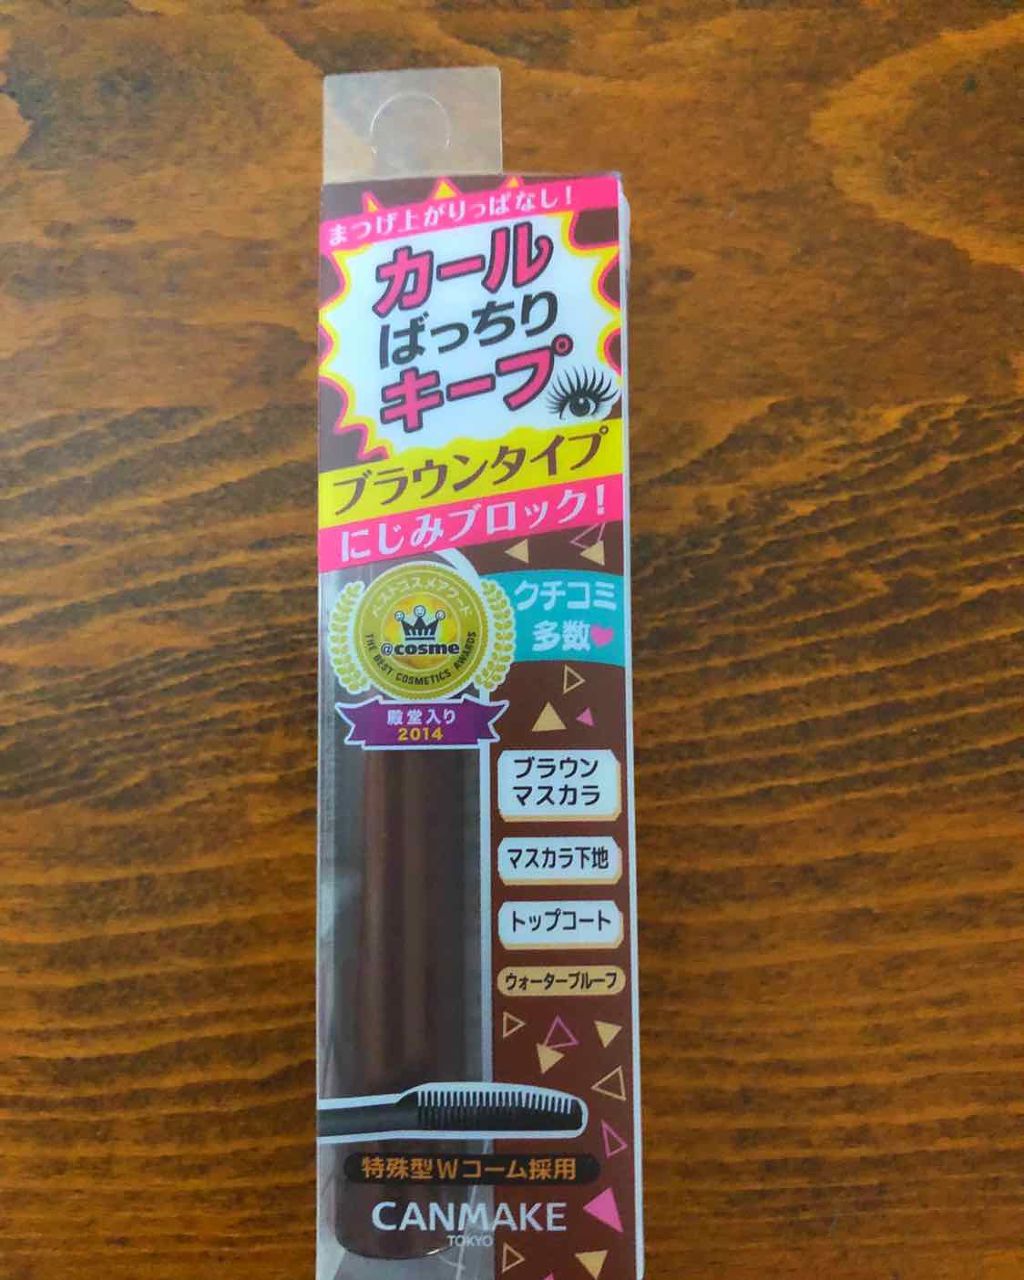 まつげ上がりっぱなし!
カール
ばっちり
キープ
ブラウンタイプ
にじみブロック!
ベストコスメアワード
@cosme
THE BEST COSMETICS AWARDS
殿堂入り
2014
クチコミ
多数
ブラウン
マスカラ
マスカラ下地
トップコート
ウォータープルーフ
特殊型Wコーム採用
CANMAKE
TOKYO